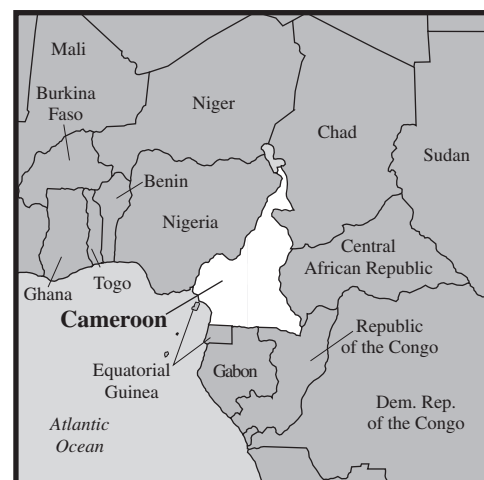 Mali
Burkina
Faso
Niger
Chad
Sudan
Benin
Nigeria
Central
African Republic
Ghana
Togo
Cameroon
Republic
of the Congo
Equatorial
Guinea
Gabon
Dem. Rep.
of the Congo
Atlantic
Ocean